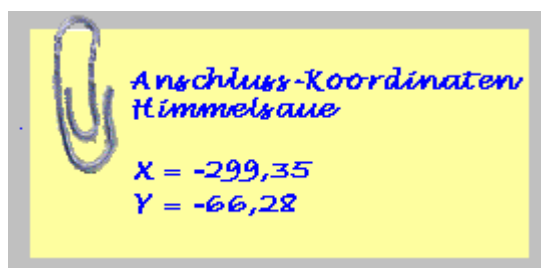 Anschluss-Koordinaten
Himmelsaue
X = -299,35
Y = -66,28